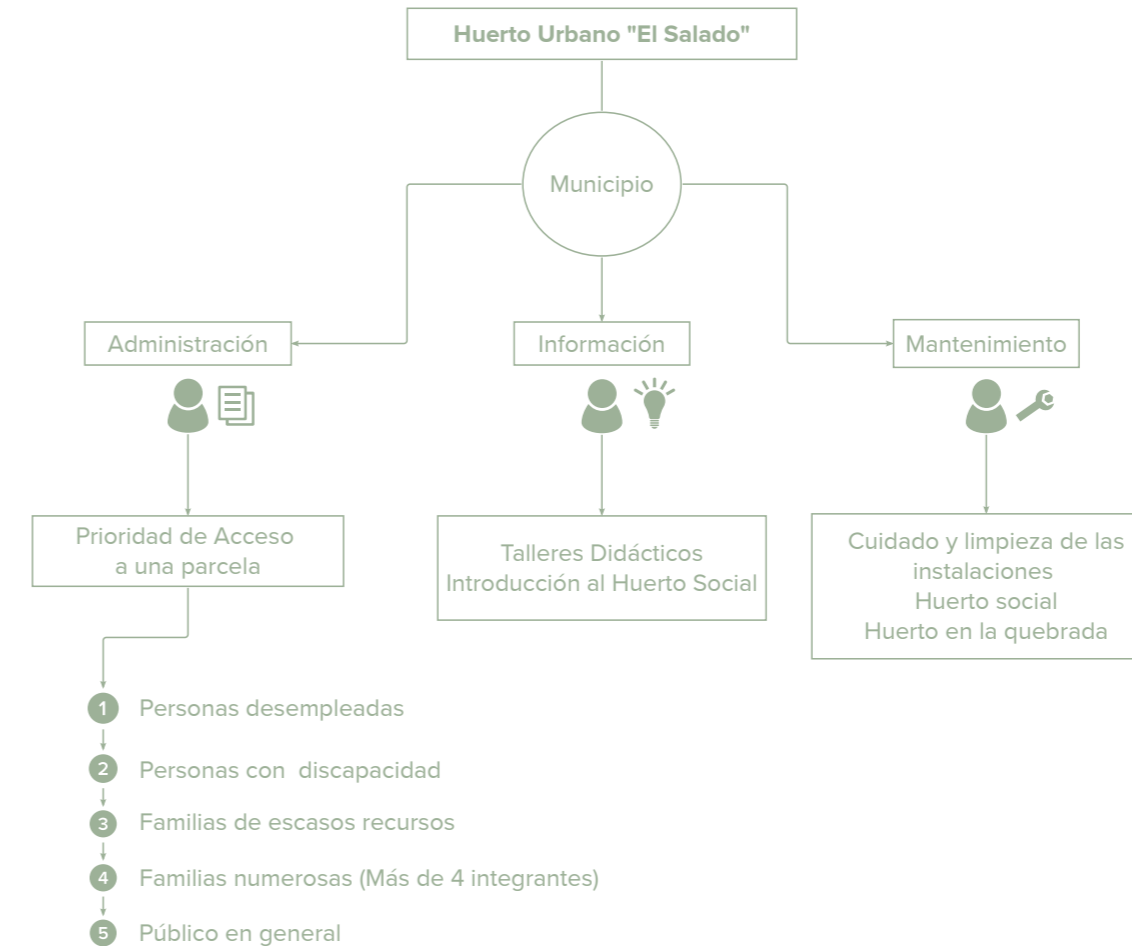 Huerto Urbano "El Salado"
Municipio
Administración
Información
Mantenimiento
Prioridad de Acceso
a una parcela
Talleres Didácticos
Introducción al Huerto Social
Cuidado y limpieza de las
instalaciones
Huerto social
Huerto en la quebrada
1 Personas desempleadas
2 Personas con discapacidad
3 Familias de escasos recursos
4 Familias numerosas (Más de 4 integrantes)
5 Público en general